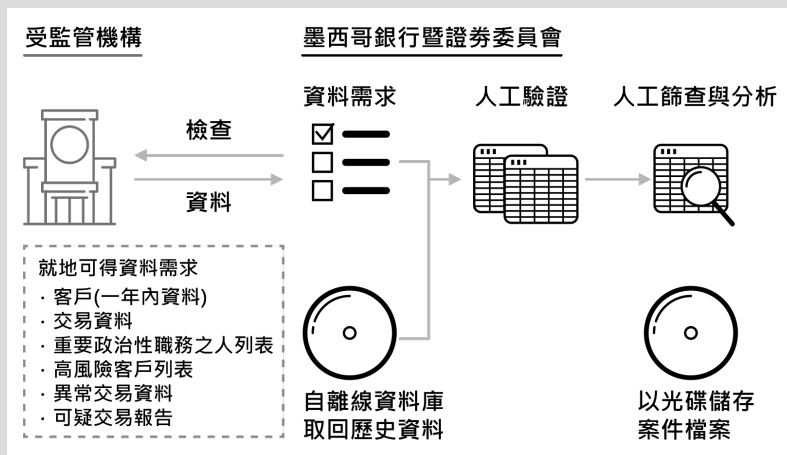 受監管機構
墨西哥銀行暨證劵委員會
資料需求
人工驗證
人工篩查與分析
檢查
資料
就地可得資料需求
· 客戶(一年內資料)
· 交易資料
· 重要政治性職務之人列表
· 高風險客戶列表
· 異常交易資料
· 可疑交易報告
自離線資料庫
取回歷史資料
以光碟儲存
案件檔案